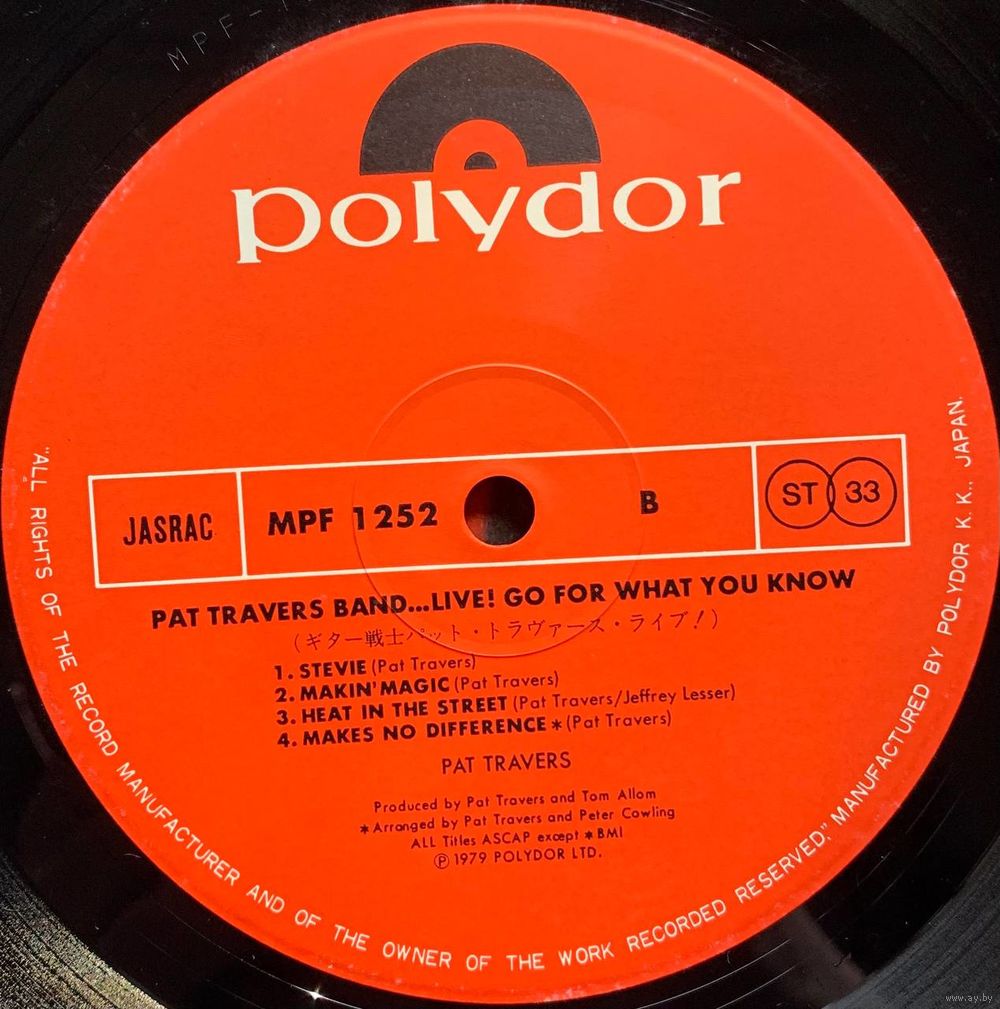 MPF-1
polydor
JASRAC
MPF 1252
B
ST 33
PAT TRAVERS BAND...LIVE! GO FOR WHAT YOU KNOW
(ギター戦士パット・トラヴァース・ライブ!)
1. STEVIE (Pat Travers)
2. MAKIN' MAGIC (Pat Travers)
3. HEAT IN THE STREET (Pat Travers/Jeffrey Lesser)
4. MAKES NO DIFFERENCE * (Pat Travers)
PAT TRAVERS
Produced by Pat Travers and Tom Allom
* Arranged by Pat Travers and Peter Cowling
ALL Titles ASCAP except * BMI
Ⓟ 1979 POLYDOR LTD.
"ALL RIGHTS OF THE RECORD MANUFACTURER AND OF THE OWNER OF THE WORK RECORDED RESERVED." MANUFACTURED BY POLYDOR K. K., JAPAN.
www.ay.by